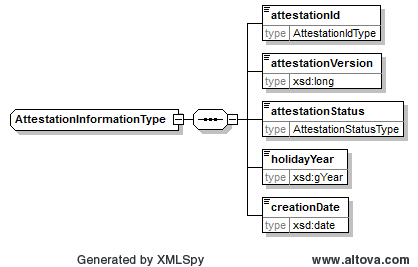 attestationId
type AttestationIdType
attestationVersion
type xsd:long
AttestationInformationType
attestationStatus
type AttestationStatusType
holidayYear
type xsd:gYear
creationDate
type xsd:date
Generated by XMLSpy
www.altova.com